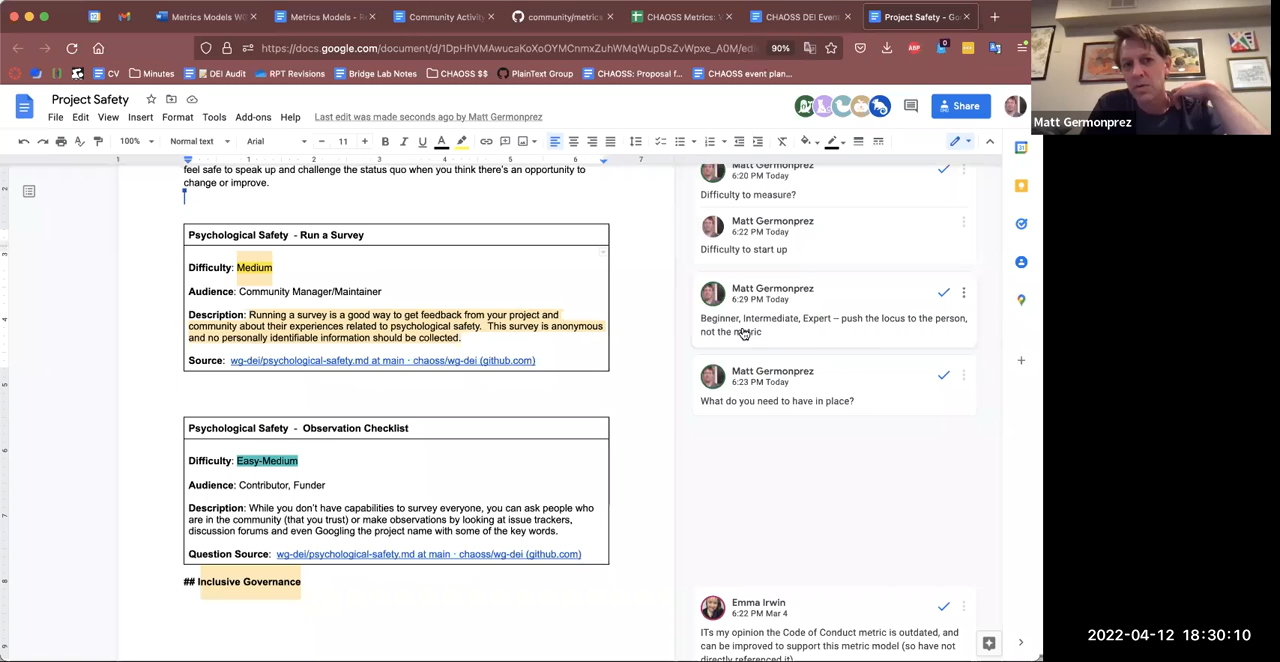 Metrics Models WG
Metrics Models - R
Community Activity
community/metrics
CHAOSS Metrics:
CHAOSS DEI Event
Project Safety - Go
https://docs.google.com/document/d/1DpHhVMAwucaKoXoOYMCnmxZuhWMqWupDsZvWpxe_A0M/edi
90%
CV
Minutes
DEI Audit
RPT Revisions
Bridge Lab Notes
CHAOSS $$
PlainText Group
CHAOSS: Proposal f...
CHAOSS event plan...
Matt Germonprez
Project Safety
Share
File Edit View Insert Format Tools Add-ons Help Last edit was made seconds ago by Matt Germonprez
100% Normal text Arial 11
feel safe to speak up and challenge the status quo when you think there's an opportunity to
change or improve.
Psychological Safety - Run a Survey
Difficulty: Medium
Audience: Community Manager/Maintainer
Description: Running a survey is a good way to get feedback from your project and
community about their experiences related to psychological safety. This survey is anonymous
and no personally identifiable information should be collected.
Source: wg-dei/psychological-safety.md at main · chaoss/wg-dei (github.com)
Psychological Safety - Observation Checklist
Difficulty: Easy-Medium
Audience: Contributor, Funder
Description: While you don't have capabilities to survey everyone, you can ask people who
are in the community (that you trust) or make observations by looking at issue trackers,
discussion forums and even Googling the project name with some of the key words.
Question Source: wg-dei/psychological-safety.md at main · chaoss/wg-dei (github.com)
## Inclusive Governance
Matt Germonprez
6:20 PM Today
Difficulty to measure?
Matt Germonprez
6:22 PM Today
Difficulty to start up
Matt Germonprez
6:29 PM Today
Beginner, Intermediate, Expert -- push the locus to the person,
not the metric
Matt Germonprez
6:23 PM Today
What do you need to have in place?
Emma Irwin
6:22 PM Mar 4
ITs my opinion the Code of Conduct metric is outdated, and
can be improved to support this metric model (so have not
directly referenced it)
2022-04-12 18:30:10